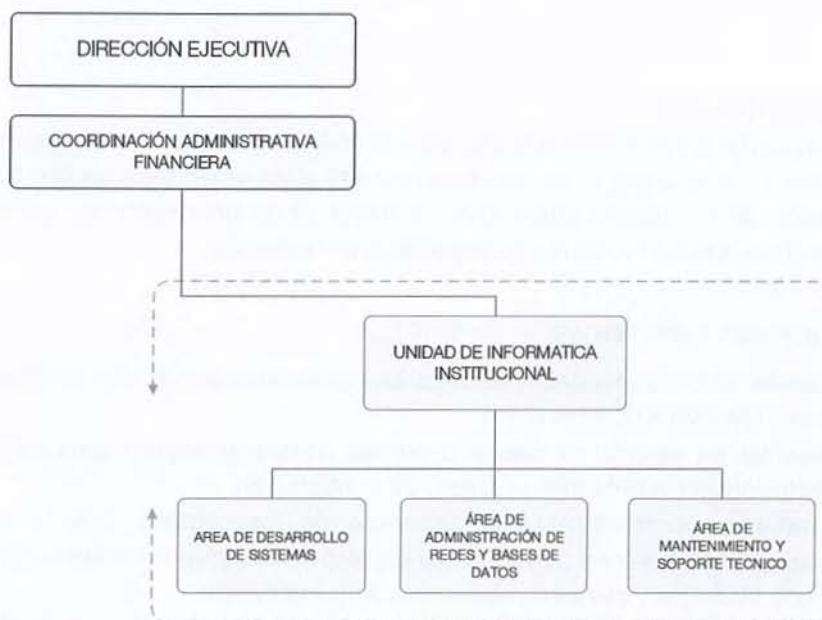 DIRECCIÓN EJECUTIVA
COORDINACIÓN ADMINISTRATIVA
FINANCIERA
UNIDAD DE INFORMATICA
INSTITUCIONAL
AREA DE DESARROLLO
DE SISTEMAS
ÁREA DE
ADMINISTRACIÓN DE
REDES Y BASES DE
DATOS
ÁREA DE
MANTENIMIENTO Y
SOPORTE TECNICO